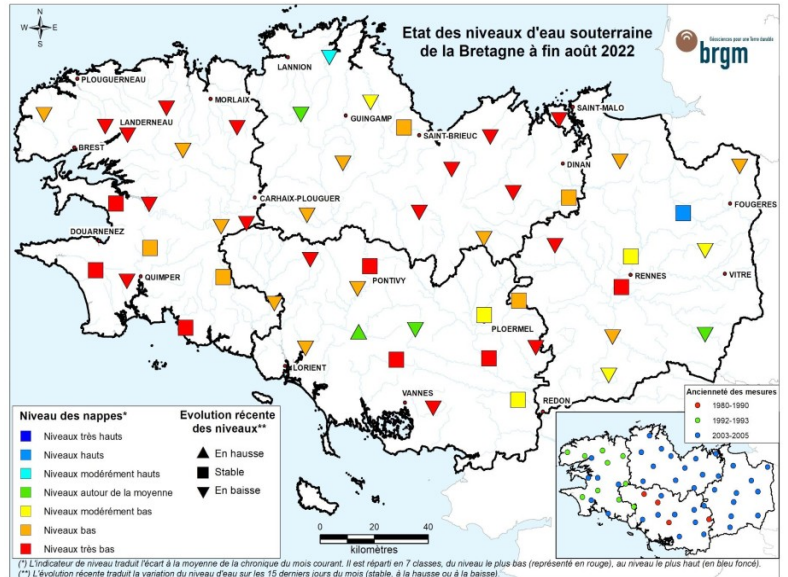 Etat des niveaux d'eau souterraine
de la Bretagne à fin août 2022
Géosciences pour une Terre durable
brgm
N
W
E
S
LANNION
PLOUGUERNEAU
MORLAIX
SAINT-MALO
LANDERNEAU
GUINGAMP
SAINT-BRIEUC
BREST
DINAN
CARHAIX-PLOUGUER
FOUGERES
DOUARNENEZ
QUIMPER
PONTIVY
RENNES
VITRE
PLOERMEL
LORIENT
VANNES
REDON
Niveau des nappes*
Niveaux très hauts
Niveaux hauts
Niveaux modérément hauts
Niveaux autour de la moyenne
Niveaux modérément bas
Niveaux bas
Niveaux très bas
Evolution récente
des niveaux**
En hausse
Stable
En baisse
Ancienneté des mesures
1980-1990
1992-1993
2003-2005
0 20 40
kilomètres
(*) L'indicateur de niveau traduit l'écart à la moyenne de la chronique du mois courant. Il est réparti en 7 classes, du niveau le plus bas (représenté en rouge), au niveau le plus haut (en bleu foncé).
(**) L'évolution récente traduit la variation du niveau d'eau sur les 15 derniers jours du mois (stable, à la hausse ou à la baisse).